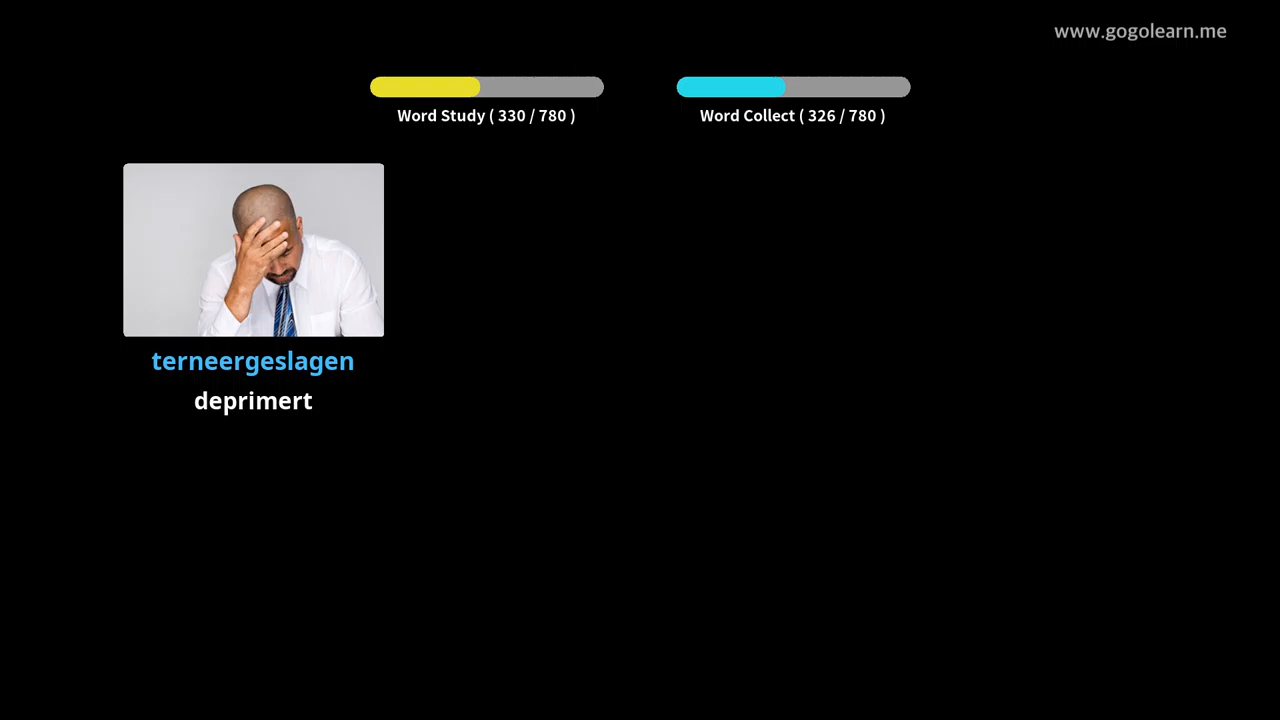 www.gogolearn.me
Word Study ( 330 / 780 )
Word Collect ( 326 / 780 )
terneergeslagen
deprimert